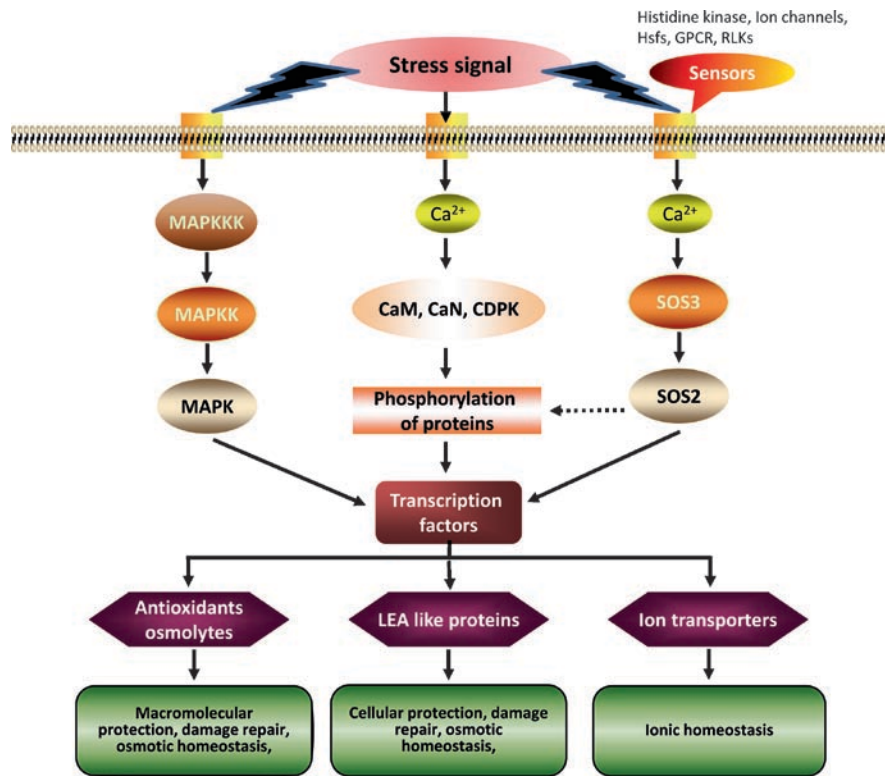 Histidine kinase, Ion channels,
Hsfs, GPCR, RLKs
Stress signal
Sensors
MAPKKK
Ca²⁺
Ca²⁺
MAPKK
CaM, CaN, CDPK
SOS3
MAPK
Phosphorylation
of proteins
SOS2
Transcription
factors
Antioxidants
osmolytes
LEA like proteins
Ion transporters
Macromolecular
protection, damage repair,
osmotic homeostasis,
Cellular protection, damage
repair, osmotic
homeostasis,
Ionic homeostasis